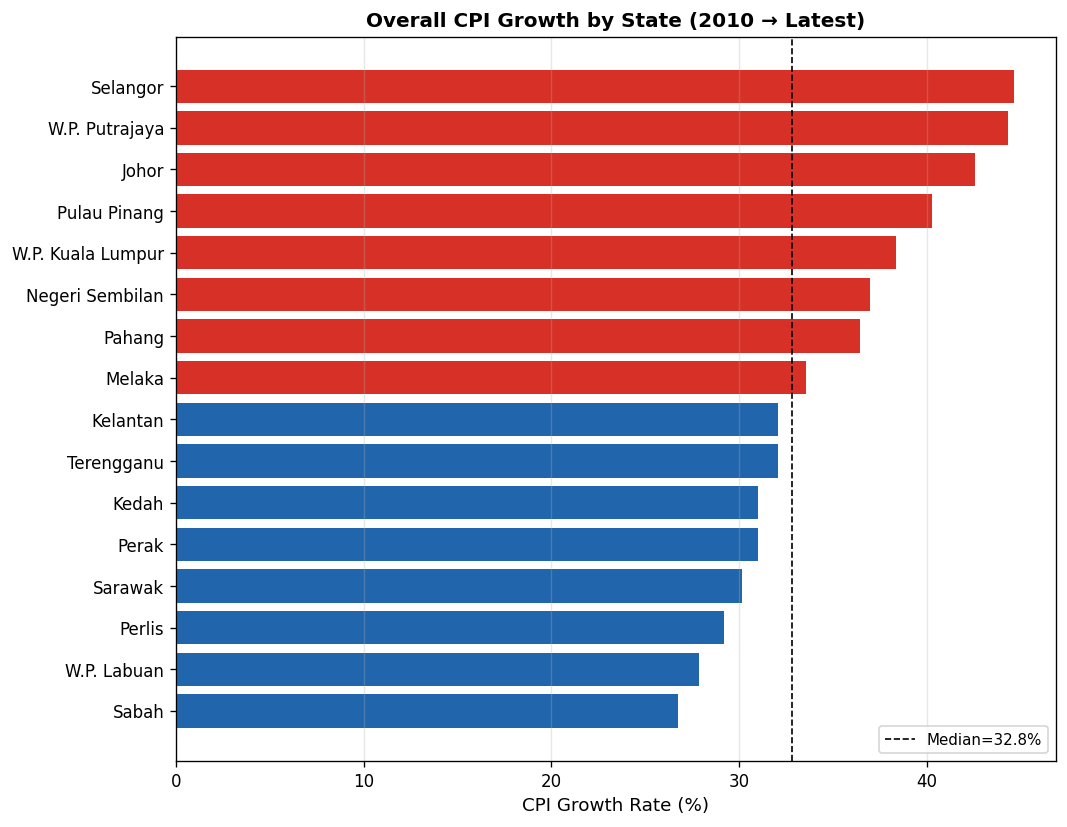 Overall CPI Growth by State (2010 → Latest)
Selangor
W.P. Putrajaya
Johor
Pulau Pinang
W.P. Kuala Lumpur
Negeri Sembilan
Pahang
Melaka
Kelantan
Terengganu
Kedah
Perak
Sarawak
Perlis
W.P. Labuan
Sabah
Median=32.8%
0 10 20 30 40
CPI Growth Rate (%)